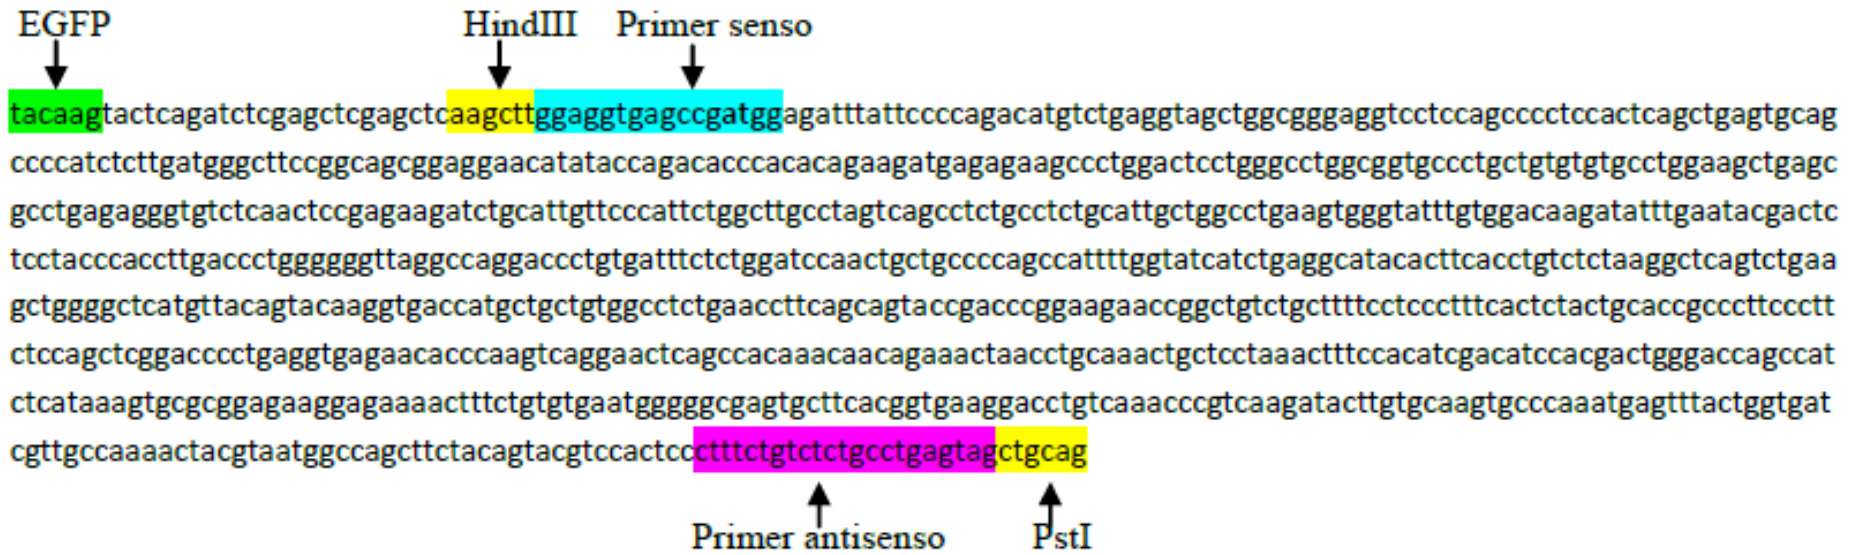 EGFP HindIII Primer senso
tacaagtactcagatctcgagctcgagctcaagcttggaggtgagccgatggagatttattccccagacatgtctgaggtagctggcgggaggtcctccagcccctccactcagctgagtgcag
ccccatctcttgatgggcttccggcagcggaggaacatataccagacacccacacagaagatgagagaagccctggactcctgggcctggcggtgccctgctgtgtgtgcctggaagctgagc
gcctgagagggtgtctcaactccgagaagatctgcattgttcccattctggcttgcctagtcagcctctgcctctgcattgctggcctgaagtgggtatttgtggacaagatatttgaatacgactc
tcctacccaccttgaccctggggggttaggccaggaccctgtgatttctctggatccaactgctgccccagccattttggtatcatctgaggcatacacttcacctgtctctaaggctcagtctgaa
gctggggctcatgttacagtacaaggtgaccatgctgctgtggcctctgaaccttcagcagtaccgacccggaagaaccggctgtctgcttttcctccctttcactctactgcaccgcccttccctt
ctccagctcggacccctgaggtgagaacacccaagtcaggaactcagccacaaacaacagaaactaacctgcaaactgctcctaaactttccacatcgacatccacgactgggaccagccat
ctcataaagtgcgcggagaaggagaaaactttctgtgtgaatgggggcgagtgcttcacggtgaaggacctgtcaaacccgtcaagatacttgtgcaagtgcccaaatgagtttactggtgat
cgttgccaaaactacgtaatggccagcttctacagtacgtccactccctttctgtctctgcctgagtagctgcag
Primer antisenso PstI